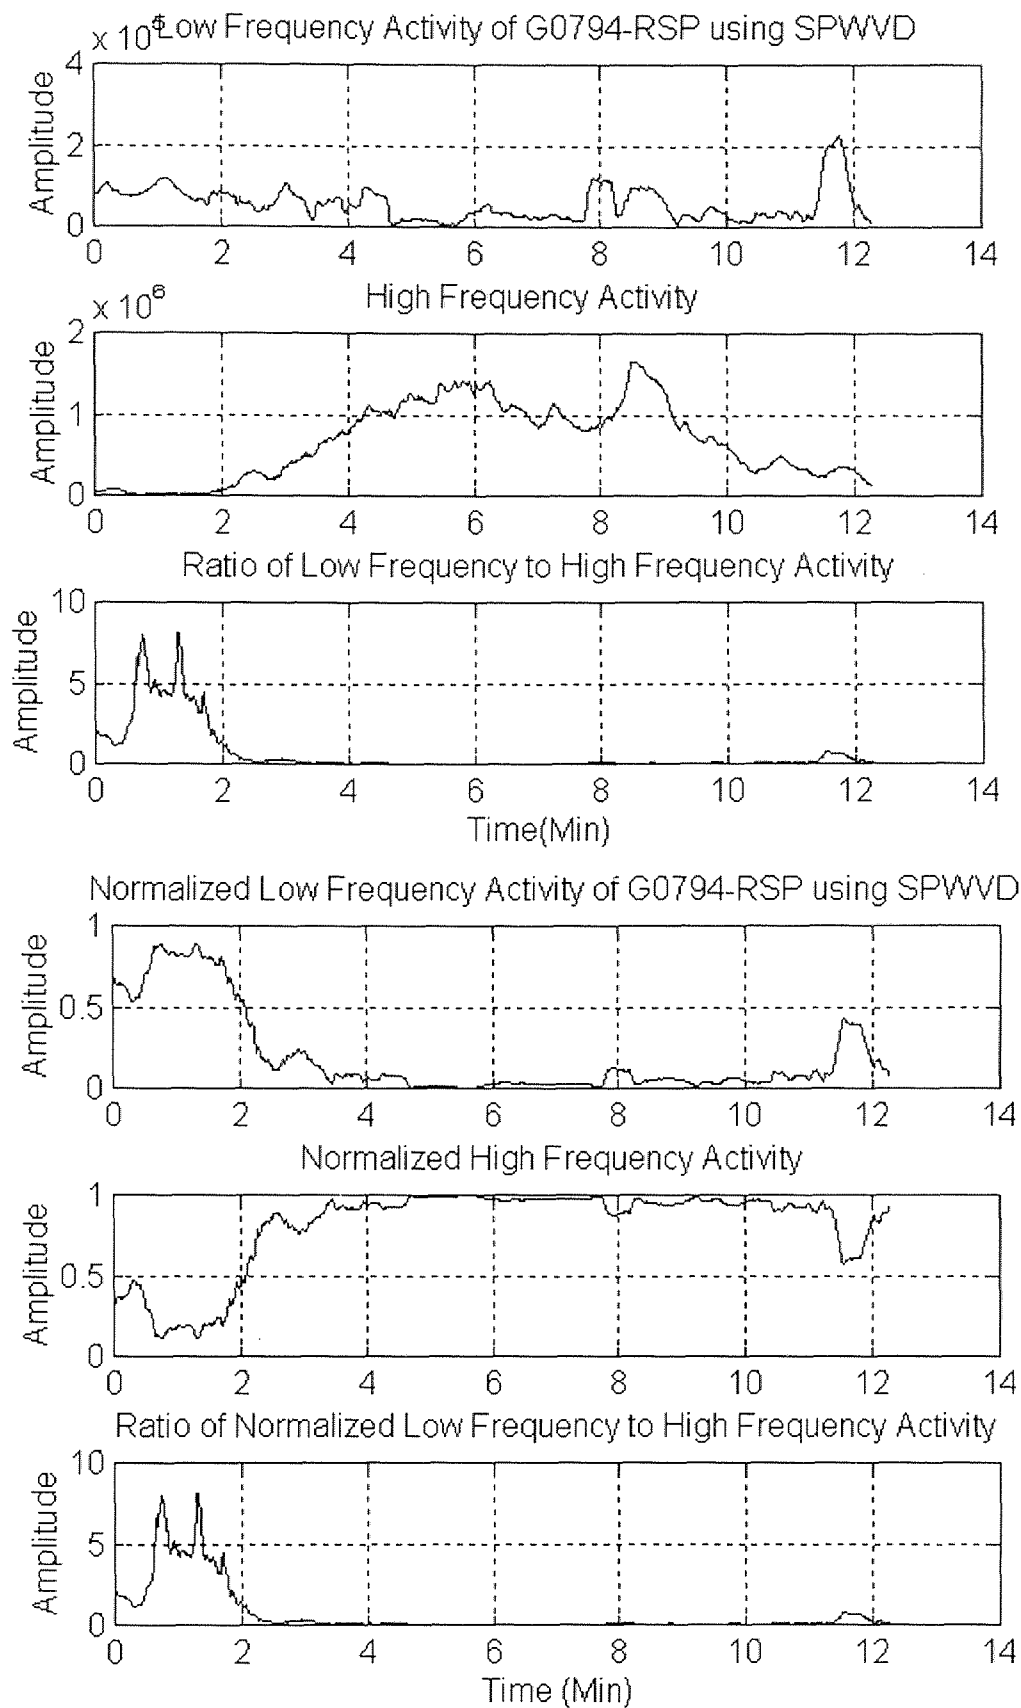 x 10⁵ Low Frequency Activity of G0794-RSP using SPWVD
4
2
0
Amplitude
0 2 4 6 8 10 12 14
High Frequency Activity
x 10⁶
2
1
0
Amplitude
0 2 4 6 8 10 12 14
Ratio of Low Frequency to High Frequency Activity
10
5
0
Amplitude
0 2 4 6 8 10 12 14
Time(Min)
Normalized Low Frequency Activity of G0794-RSP using SPWVD
1
0.5
0
Amplitude
0 2 4 6 8 10 12 14
Normalized High Frequency Activity
1
0.5
0
Amplitude
0 2 4 6 8 10 12 14
Ratio of Normalized Low Frequency to High Frequency Activity
10
5
0
Amplitude
0 2 4 6 8 10 12 14
Time (Min)